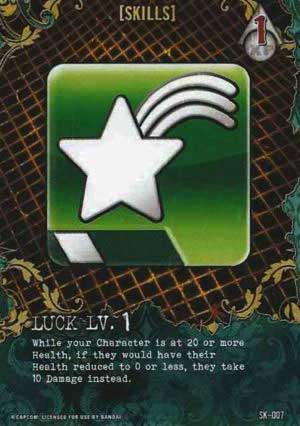 [SKILLS]
1
XP
LUCK LV. 1
While your Character is at 20 or more
Health, if they would have their
Health reduced to 0 or less, they take
10 Damage instead.
©CAPCOM. LICENSED FOR USE BY BANDAI
SK-007